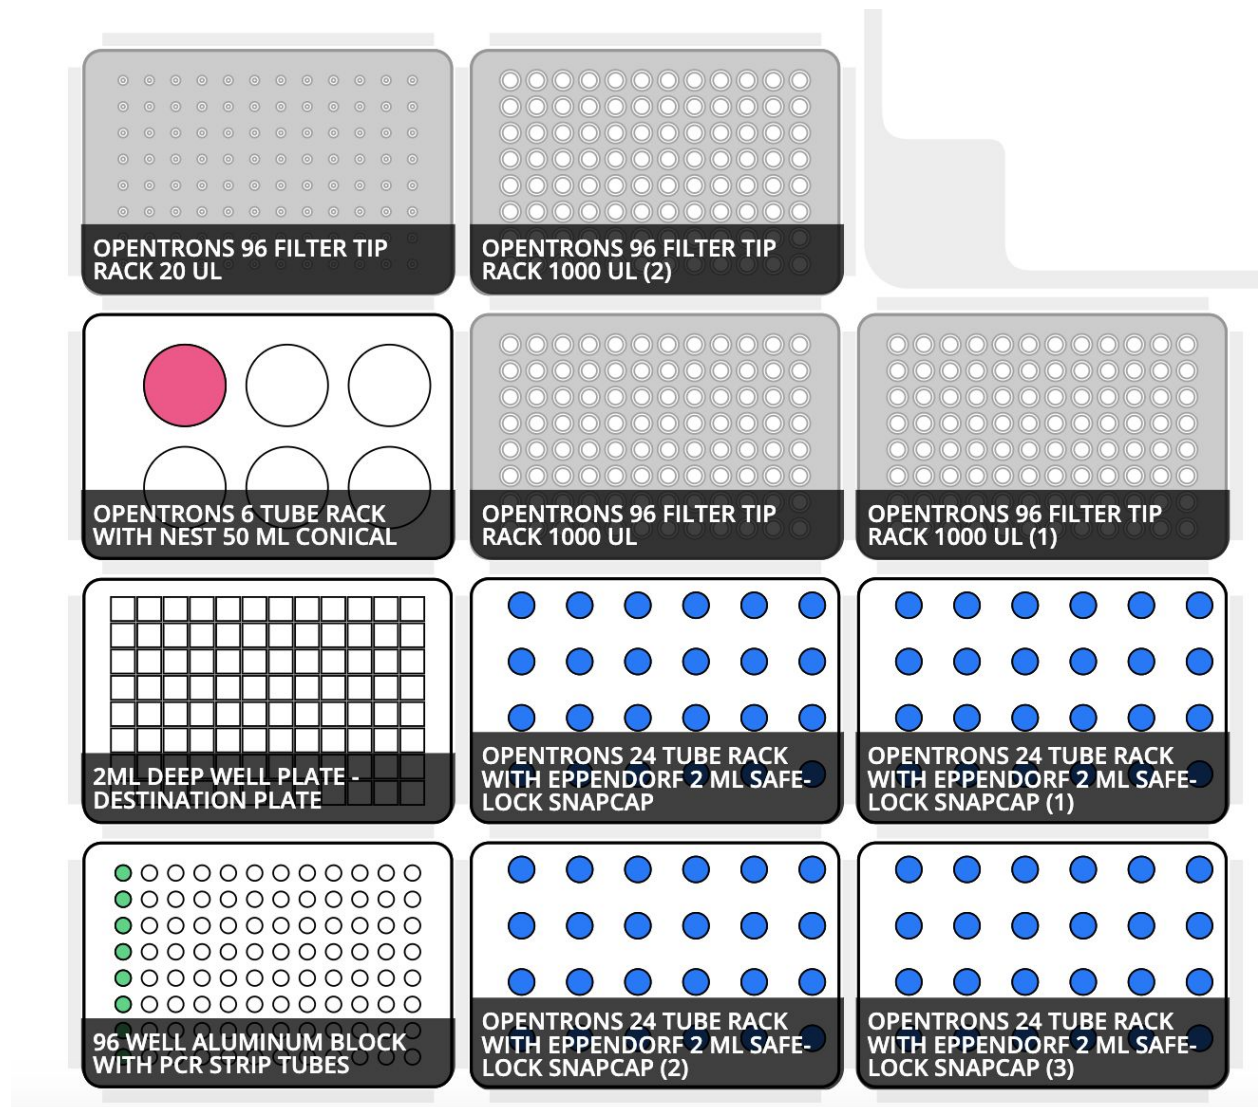 OPENTRONS 96 FILTER TIP
RACK 20 UL
OPENTRONS 96 FILTER TIP
RACK 1000 UL (2)
OPENTRONS 6 TUBE RACK
WITH NEST 50 ML CONICAL
OPENTRONS 96 FILTER TIP
RACK 1000 UL
OPENTRONS 96 FILTER TIP
RACK 1000 UL (1)
2ML DEEP WELL PLATE -
DESTINATION PLATE
OPENTRONS 24 TUBE RACK
WITH EPPENDORF 2 ML SAFE-
LOCK SNAPCAP
OPENTRONS 24 TUBE RACK
WITH EPPENDORF 2 ML SAFE-
LOCK SNAPCAP (1)
96 WELL ALUMINUM BLOCK
WITH PCR STRIP TUBES
OPENTRONS 24 TUBE RACK
WITH EPPENDORF 2 ML SAFE-
LOCK SNAPCAP (2)
OPENTRONS 24 TUBE RACK
WITH EPPENDORF 2 ML SAFE-
LOCK SNAPCAP (3)